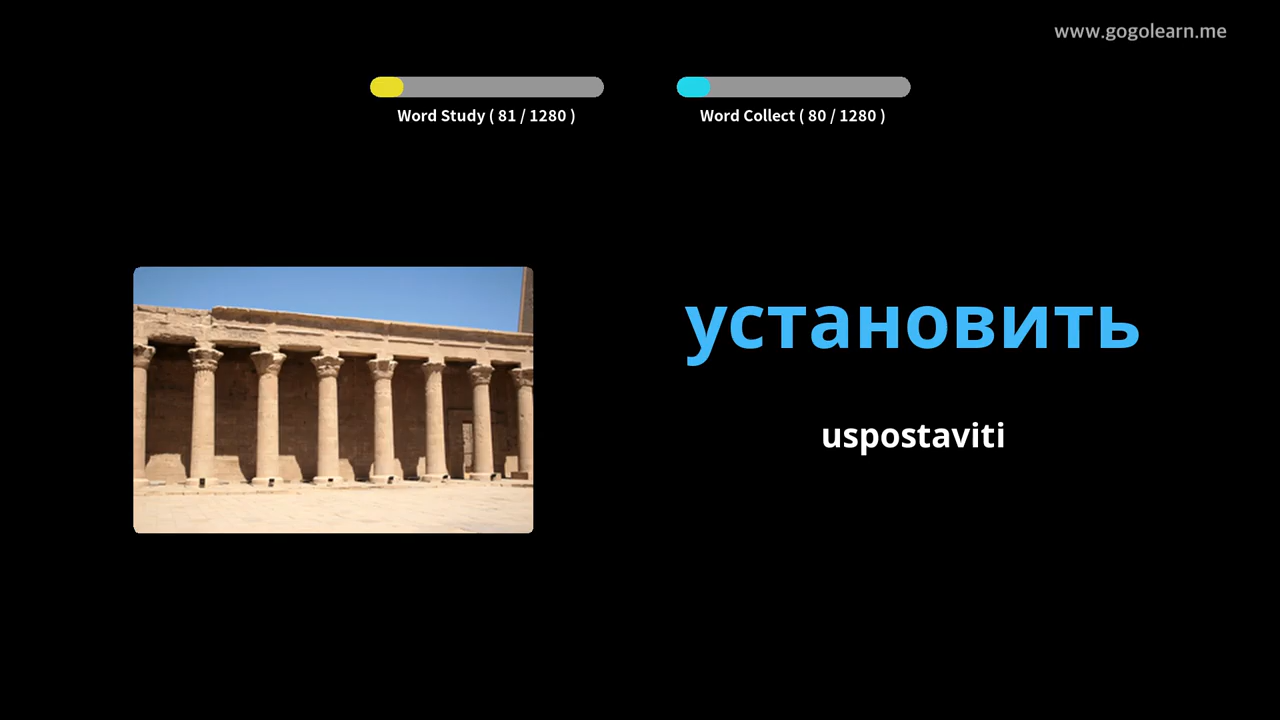 www.gogolearn.me
Word Study ( 81 / 1280 )
Word Collect ( 80 / 1280 )
установить
uspostaviti